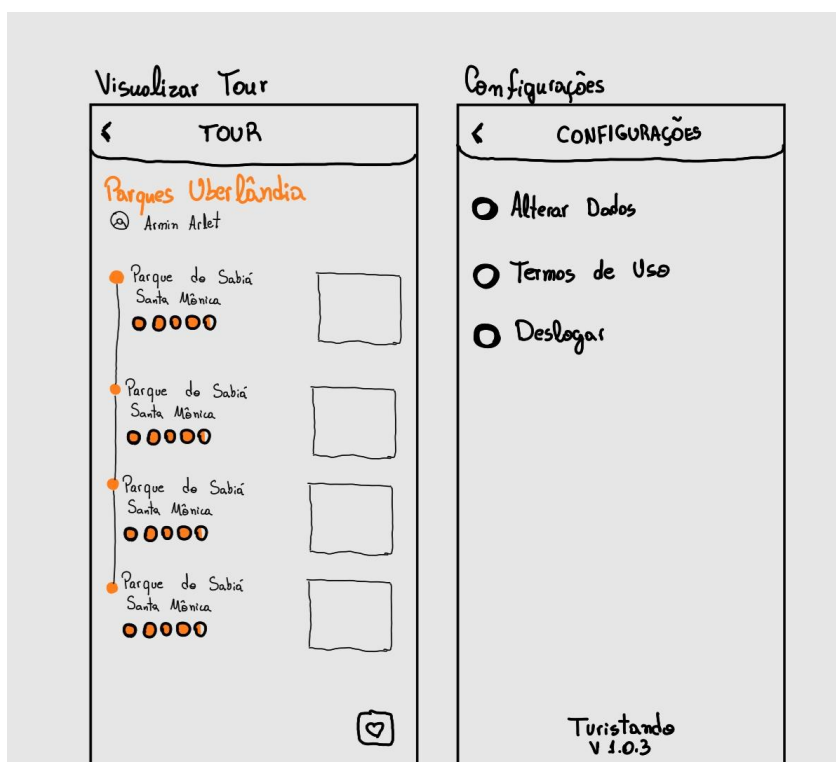 Visualizar Tour
TOUR
Parques Uberlândia
Armin Arlet
Parque do Sabiá
Santa Mônica
Parque do Sabiá
Santa Mônica
Parque do Sabiá
Santa Mônica
Parque do Sabiá
Santa Mônica
Configurações
CONFIGURAÇÕES
Alterar Dados
Termos de Uso
Deslogar
Turistando
V 1.0.3